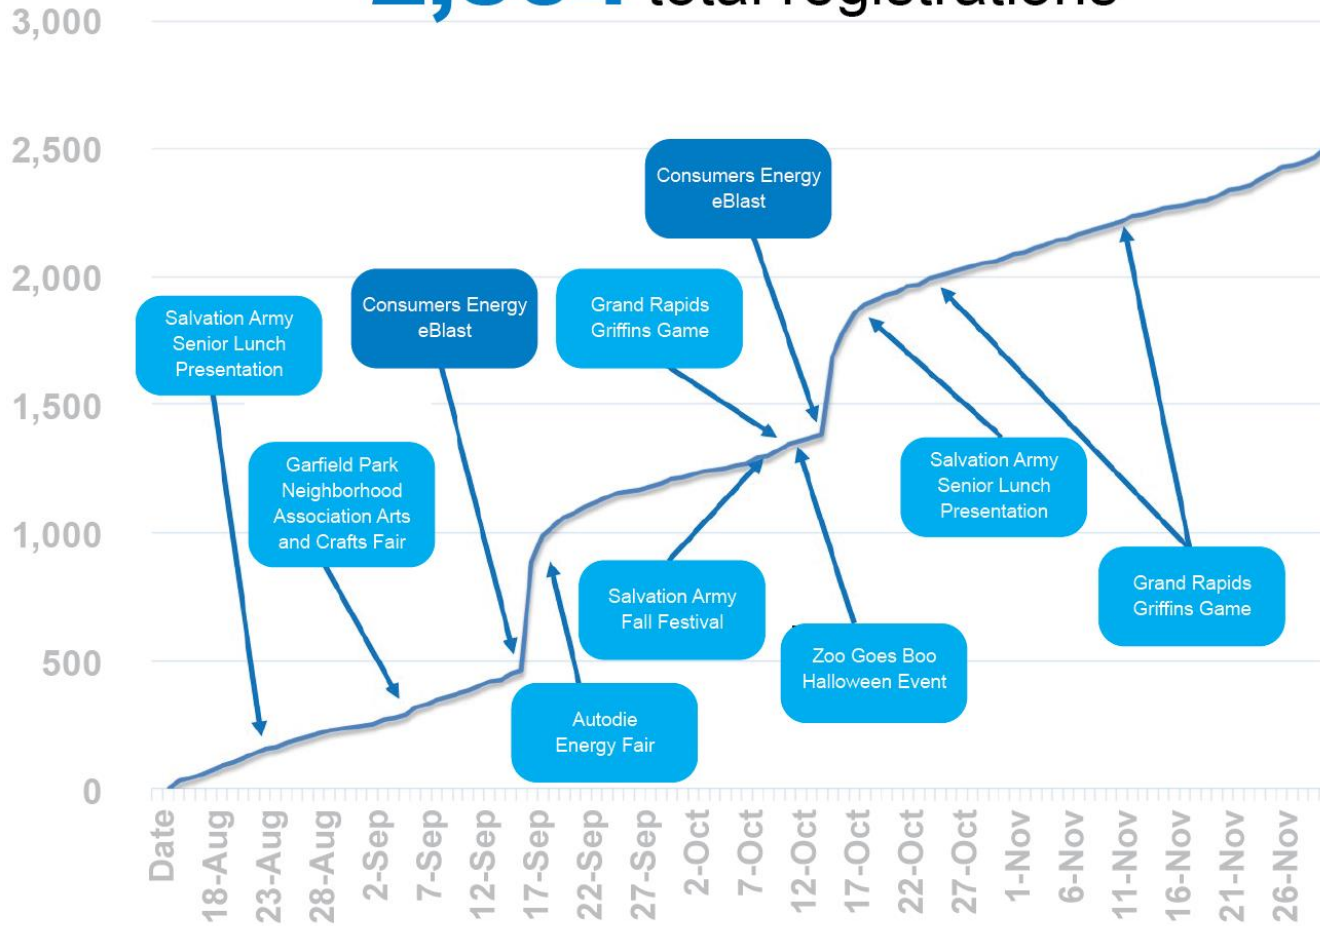 total registrations
3,000
2,500
2,000
1,500
1,000
500
0
Consumers Energy
eBlast
Consumers Energy
eBlast
Grand Rapids
Griffins Game
Salvation Army
Senior Lunch
Presentation
Garfield Park
Neighborhood
Association Arts
and Crafts Fair
Salvation Army
Senior Lunch
Presentation
Salvation Army
Fall Festival
Grand Rapids
Griffins Game
Zoo Goes Boo
Halloween Event
Autodie
Energy Fair
Date
18-Aug
23-Aug
28-Aug
2-Sep
7-Sep
12-Sep
17-Sep
22-Sep
27-Sep
2-Oct
7-Oct
12-Oct
17-Oct
22-Oct
27-Oct
1-Nov
6-Nov
11-Nov
16-Nov
21-Nov
26-Nov